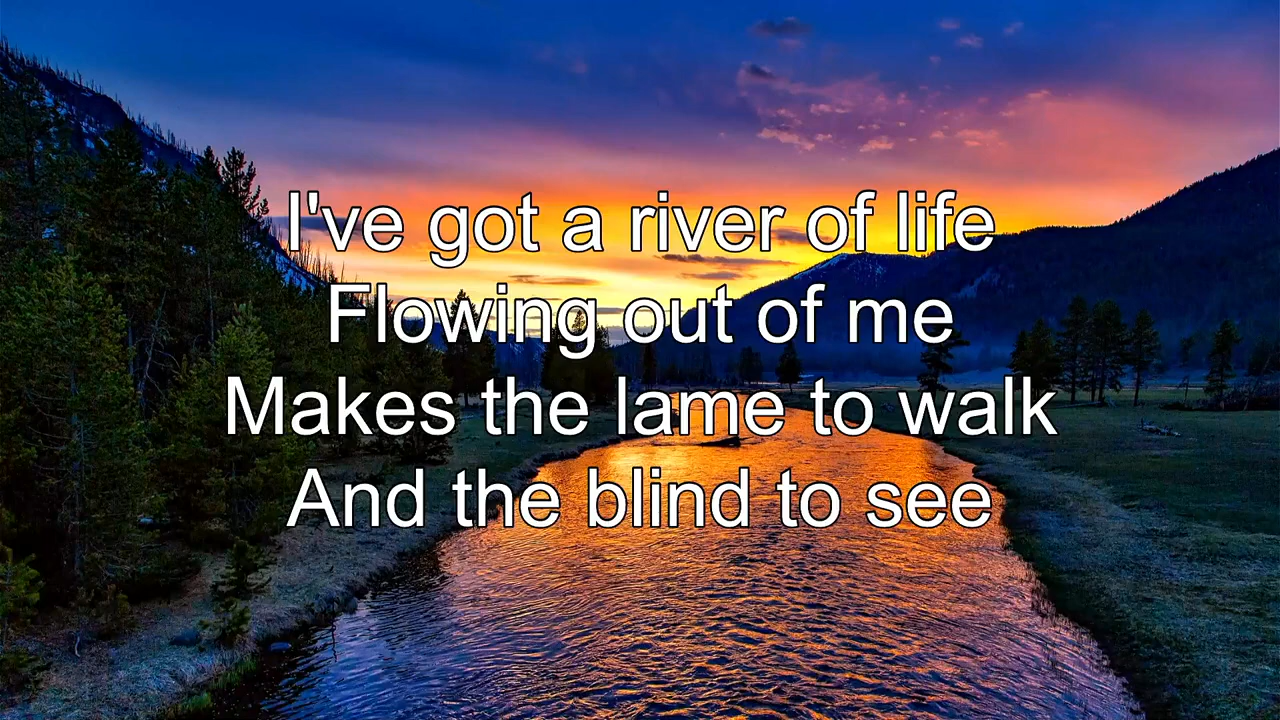 I've got a river of life
Flowing out of me
Makes the lame to walk
And the blind to see